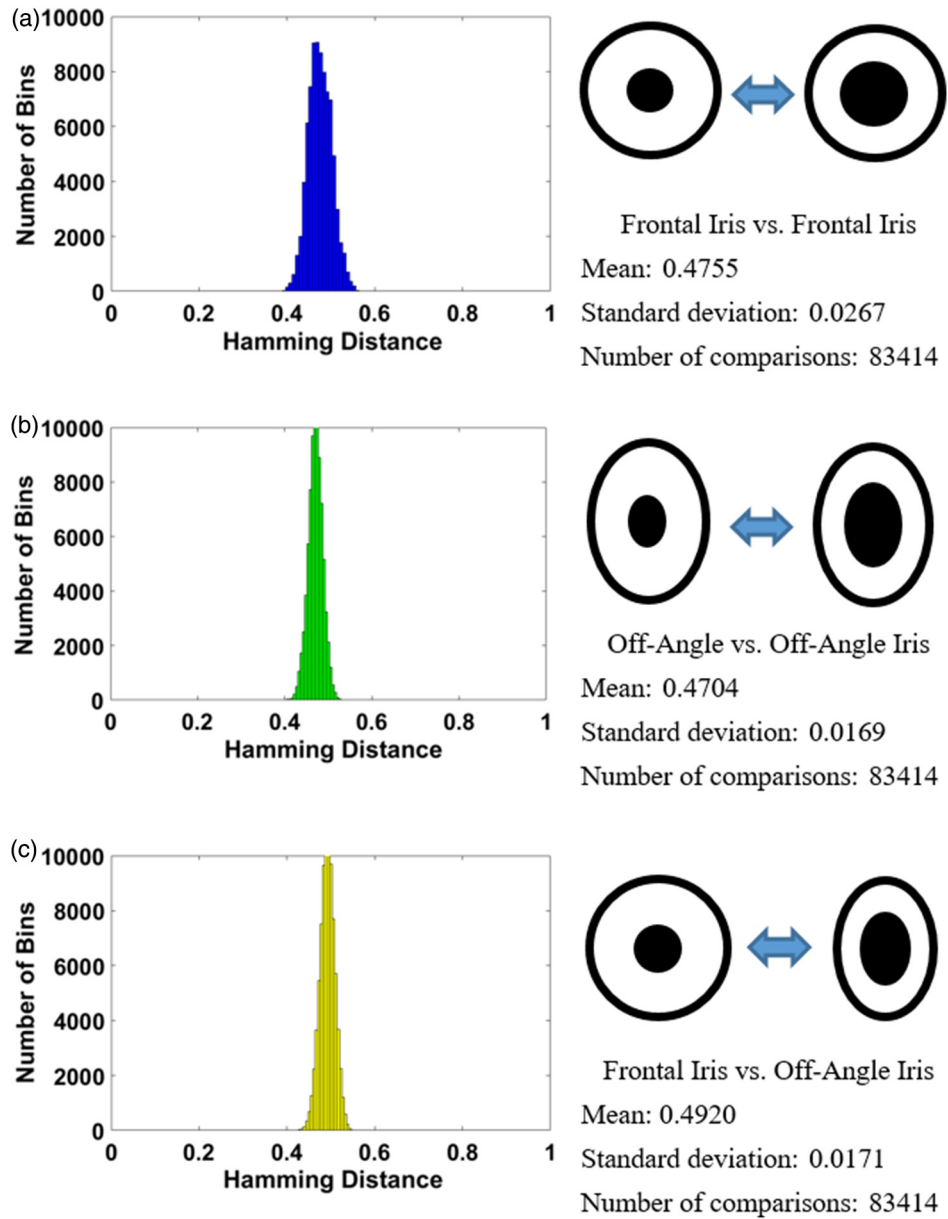 (a)
10000
8000
6000
4000
2000
0
Number of Bins
0 0.2 0.4 0.6 0.8 1
Hamming Distance
Frontal Iris vs. Frontal Iris
Mean: 0.4755
Standard deviation: 0.0267
Number of comparisons: 83414
(b)
10000
8000
6000
4000
2000
0
Number of Bins
0 0.2 0.4 0.6 0.8 1
Hamming Distance
Off-Angle vs. Off-Angle Iris
Mean: 0.4704
Standard deviation: 0.0169
Number of comparisons: 83414
(c)
10000
8000
6000
4000
2000
0
Number of Bins
0 0.2 0.4 0.6 0.8 1
Hamming Distance
Frontal Iris vs. Off-Angle Iris
Mean: 0.4920
Standard deviation: 0.0171
Number of comparisons: 83414